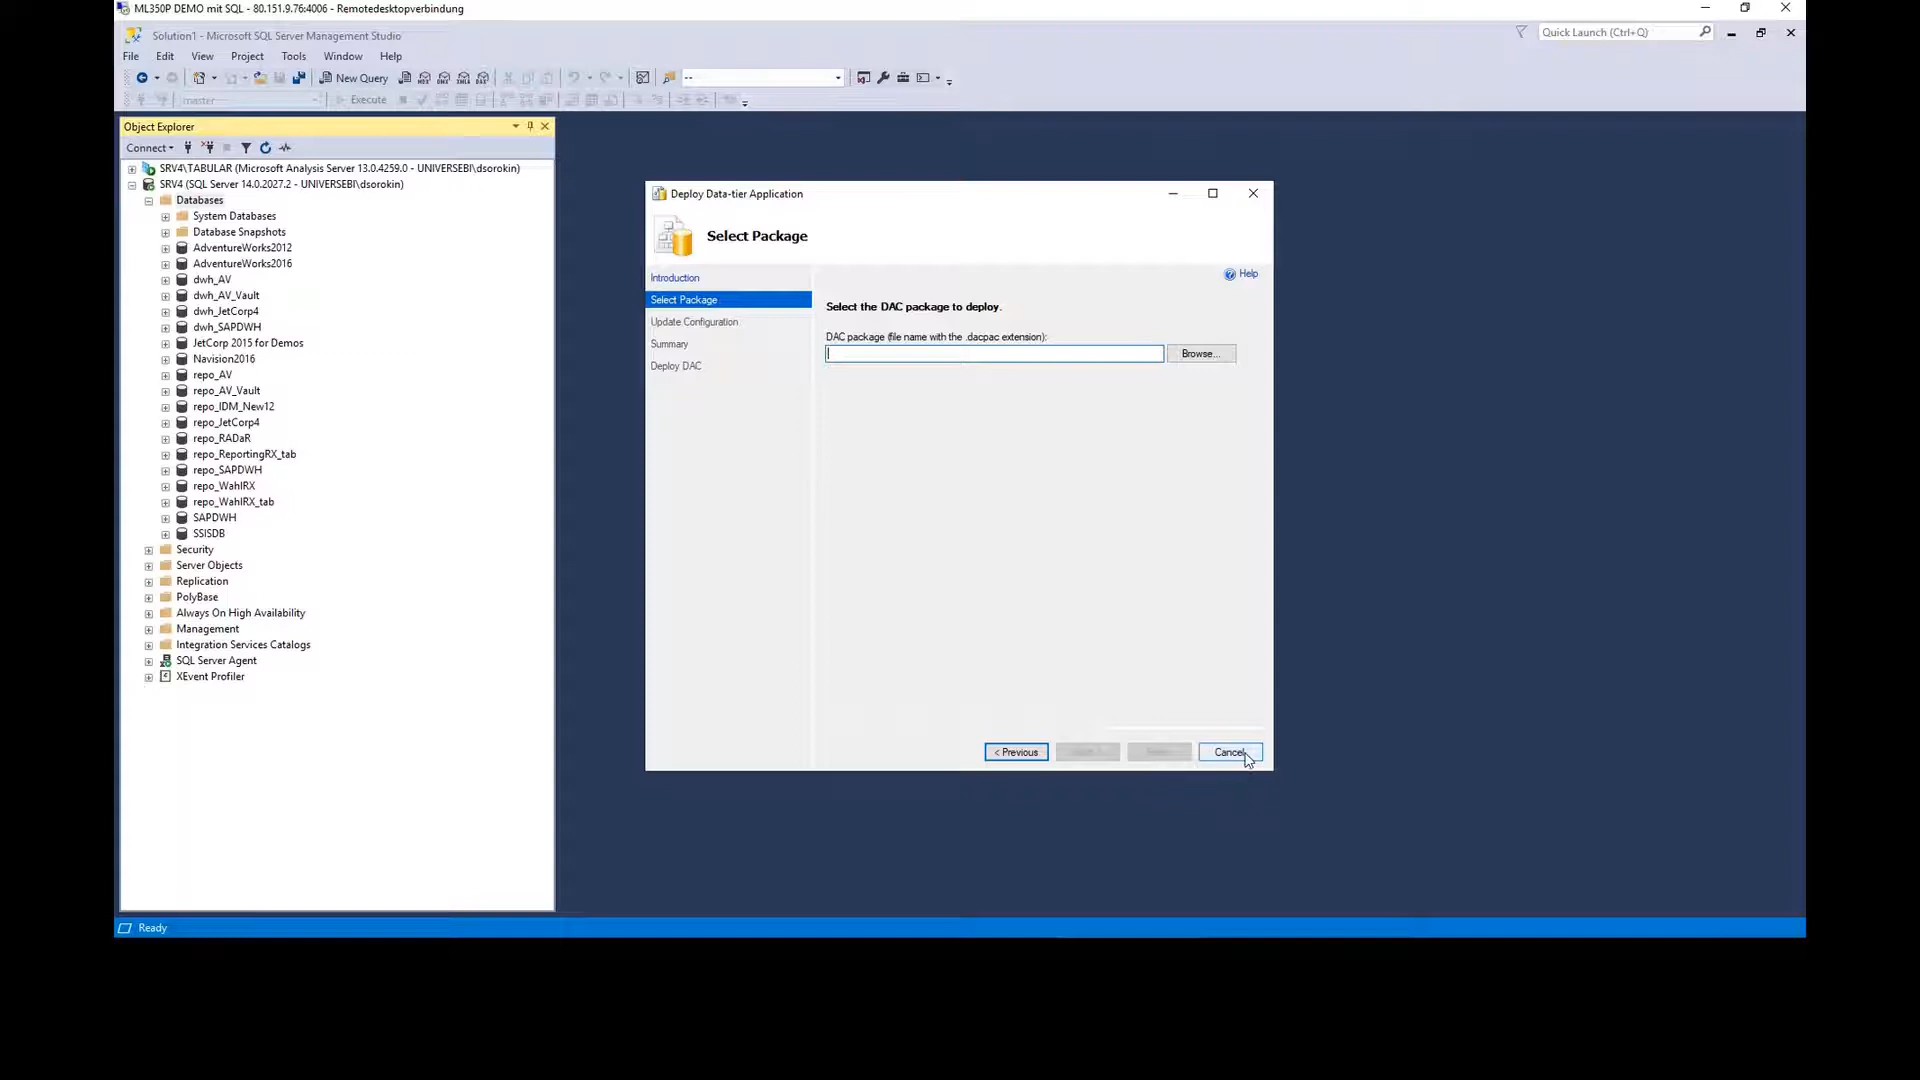 ML350P DEMO mit SQL - 80.151.9.76:4006 - Remotedesktopverbindung
Solution1 - Microsoft SQL Server Management Studio
Quick Launch (Ctrl+Q)
File Edit View Project Tools Window Help
New Query
master
Execute
Object Explorer
Connect
SRV4\TABULAR (Microsoft Analysis Server 13.0.4259.0 - UNIVERSEBI\dsorokin)
SRV4 (SQL Server 14.0.2027.2 - UNIVERSEBI\dsorokin)
Databases
System Databases
Database Snapshots
AdventureWorks2012
AdventureWorks2016
dwh_AV
dwh_AV_Vault
dwh_JetCorp4
dwh_SAPDWH
JetCorp 2015 for Demos
Navision2016
repo_AV
repo_AV_Vault
repo_IDM_New12
repo_JetCorp4
repo_RADaR
repo_ReportingRX_tab
repo_SAPDWH
repo_WahlRX
repo_WahlRX_tab
SAPDWH
SSISDB
Security
Server Objects
Replication
PolyBase
Always On High Availability
Management
Integration Services Catalogs
SQL Server Agent
XEvent Profiler
Deploy Data-tier Application
Select Package
Introduction
Select Package
Update Configuration
Summary
Deploy DAC
Help
Select the DAC package to deploy.
DAC package (file name with the .dacpac extension):
Browse...
< Previous
Cancel
Ready